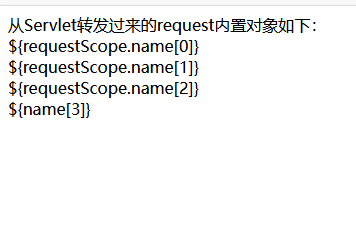 从Servlet转发过来的request内置对象如下：
${requestScope.name[0]}
${requestScope.name[1]}
${requestScope.name[2]}
${name[3]}